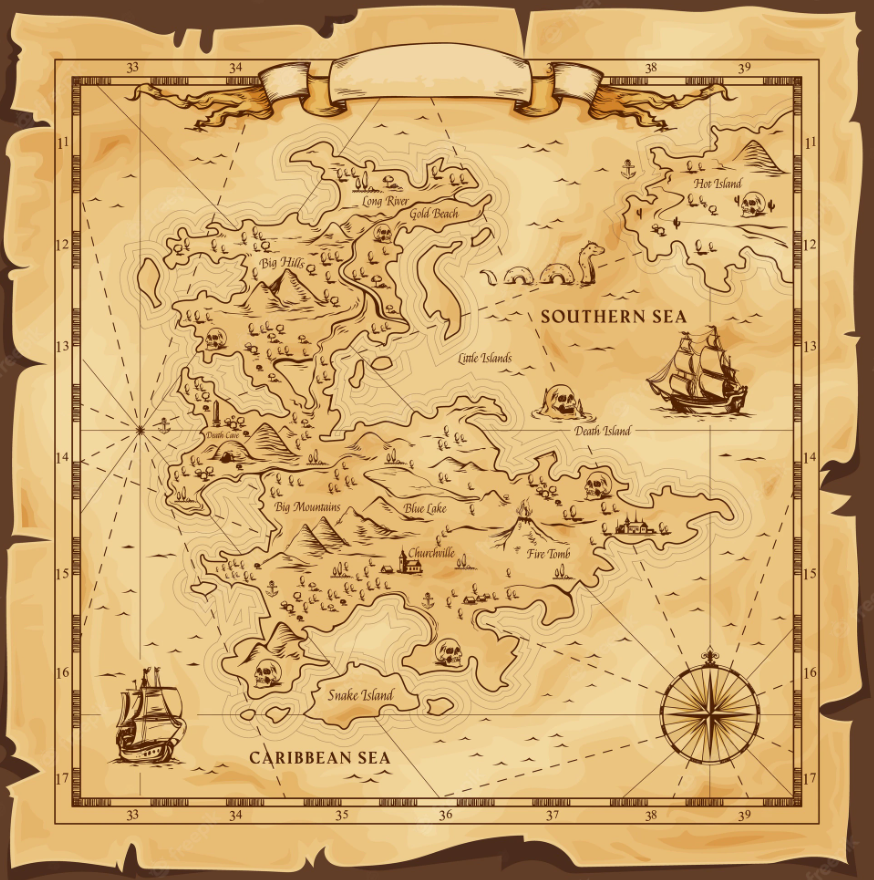 33 34 38 39
11 11
Long River
Hot Island
Gold Beach
12 12
Big Hills
SOUTHERN SEA
13 13
Little Islands
Death Island
Death Cave
14 14
Big Mountains
Blue Lake
Churchville
Fire Tomb
15 15
16 16
Snake Island
CARIBBEAN SEA
17 17
33 34 35 36 37 38 39